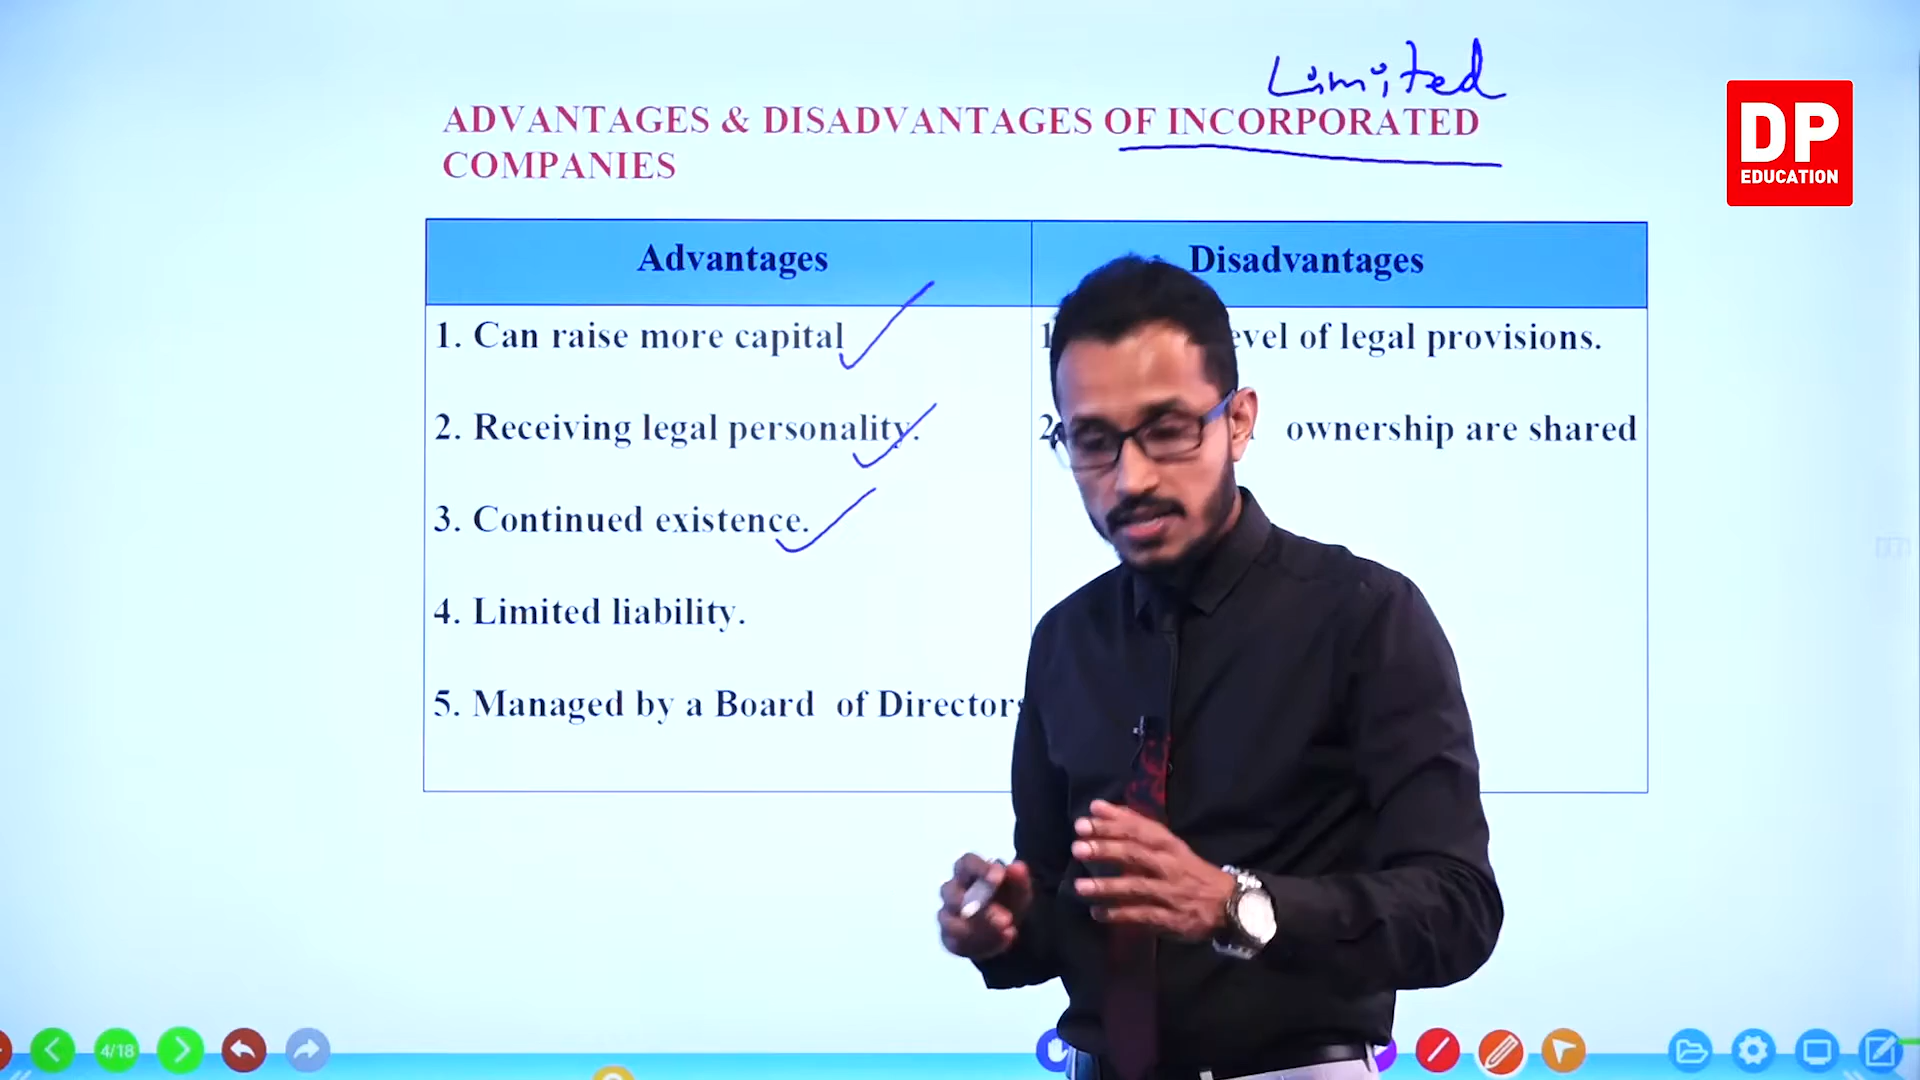 Limited
ADVANTAGES & DISADVANTAGES OF INCORPORATED
COMPANIES
DP
EDUCATION
Advantages
Disadvantages
1. Can raise more capital
2. Receiving legal personality.
3. Continued existence.
4. Limited liability.
5. Managed by a Board of Directors
of legal provisions.
ownership are shared
4/18